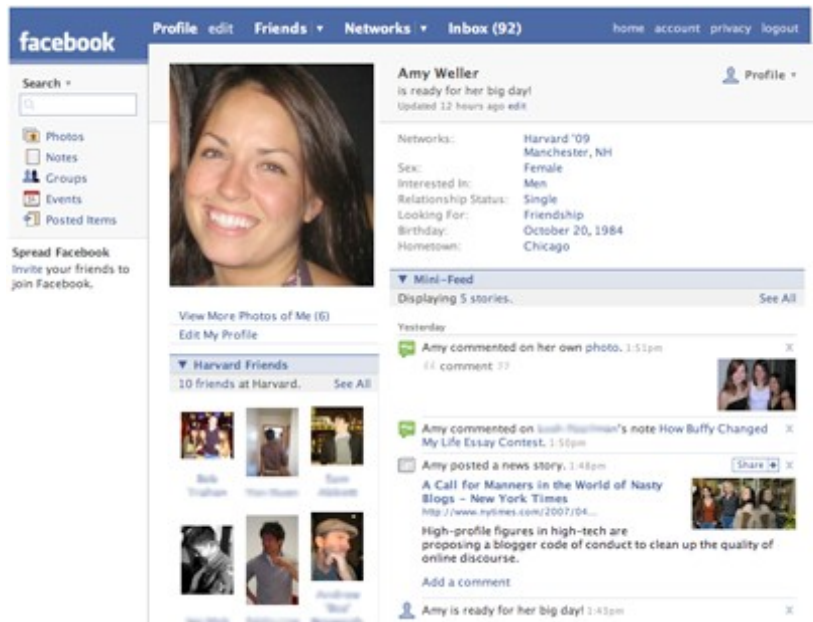 facebook
Profile edit Friends Networks Inbox (92) home account privacy logout
Search
Photos
Notes
Groups
Events
Posted Items
Spread Facebook
Invite your friends to
join Facebook.
View More Photos of Me (6)
Edit My Profile
Harvard Friends
10 friends at Harvard. See All
Amy Weller
is ready for her big day!
Updated 12 hours ago edit
Profile
Networks: Harvard '09
Manchester, NH
Sex: Female
Interested In: Men
Relationship Status: Single
Looking For: Friendship
Birthday: October 20, 1984
Hometown: Chicago
Mini-Feed
Displaying 5 stories. See All
Yesterday
Amy commented on her own photo. 1:51pm
comment
Amy commented on 's note How Buffy Changed
My Life Essay Contest. 1:50pm
Amy posted a news story. 1:48pm Share +
A Call for Manners in the World of Nasty
Blogs – New York Times
http://www.nytimes.com/2007/04...
High-profile figures in high-tech are
proposing a blogger code of conduct to clean up the quality of
online discourse.
Add a comment
Amy is ready for her big day! 1:43pm